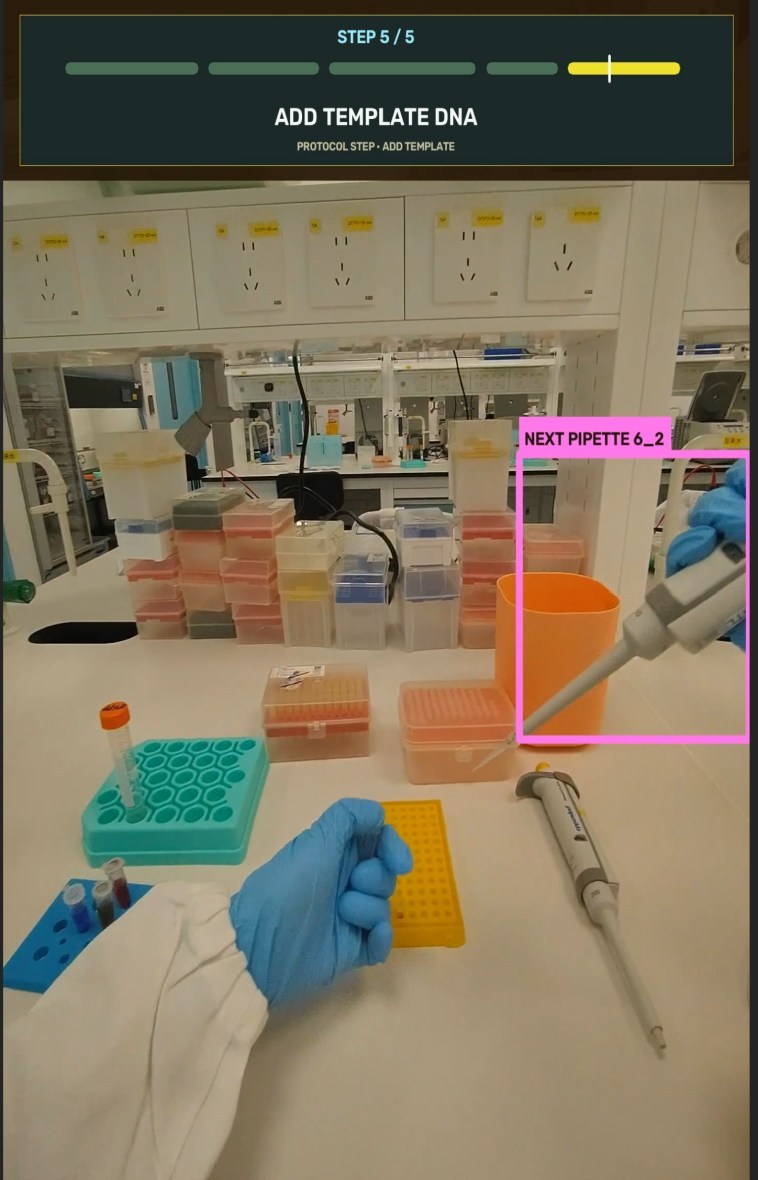 STEP 5 / 5
ADD TEMPLATE DNA
PROTOCOL STEP • ADD TEMPLATE
NEXT PIPETTE 6_2